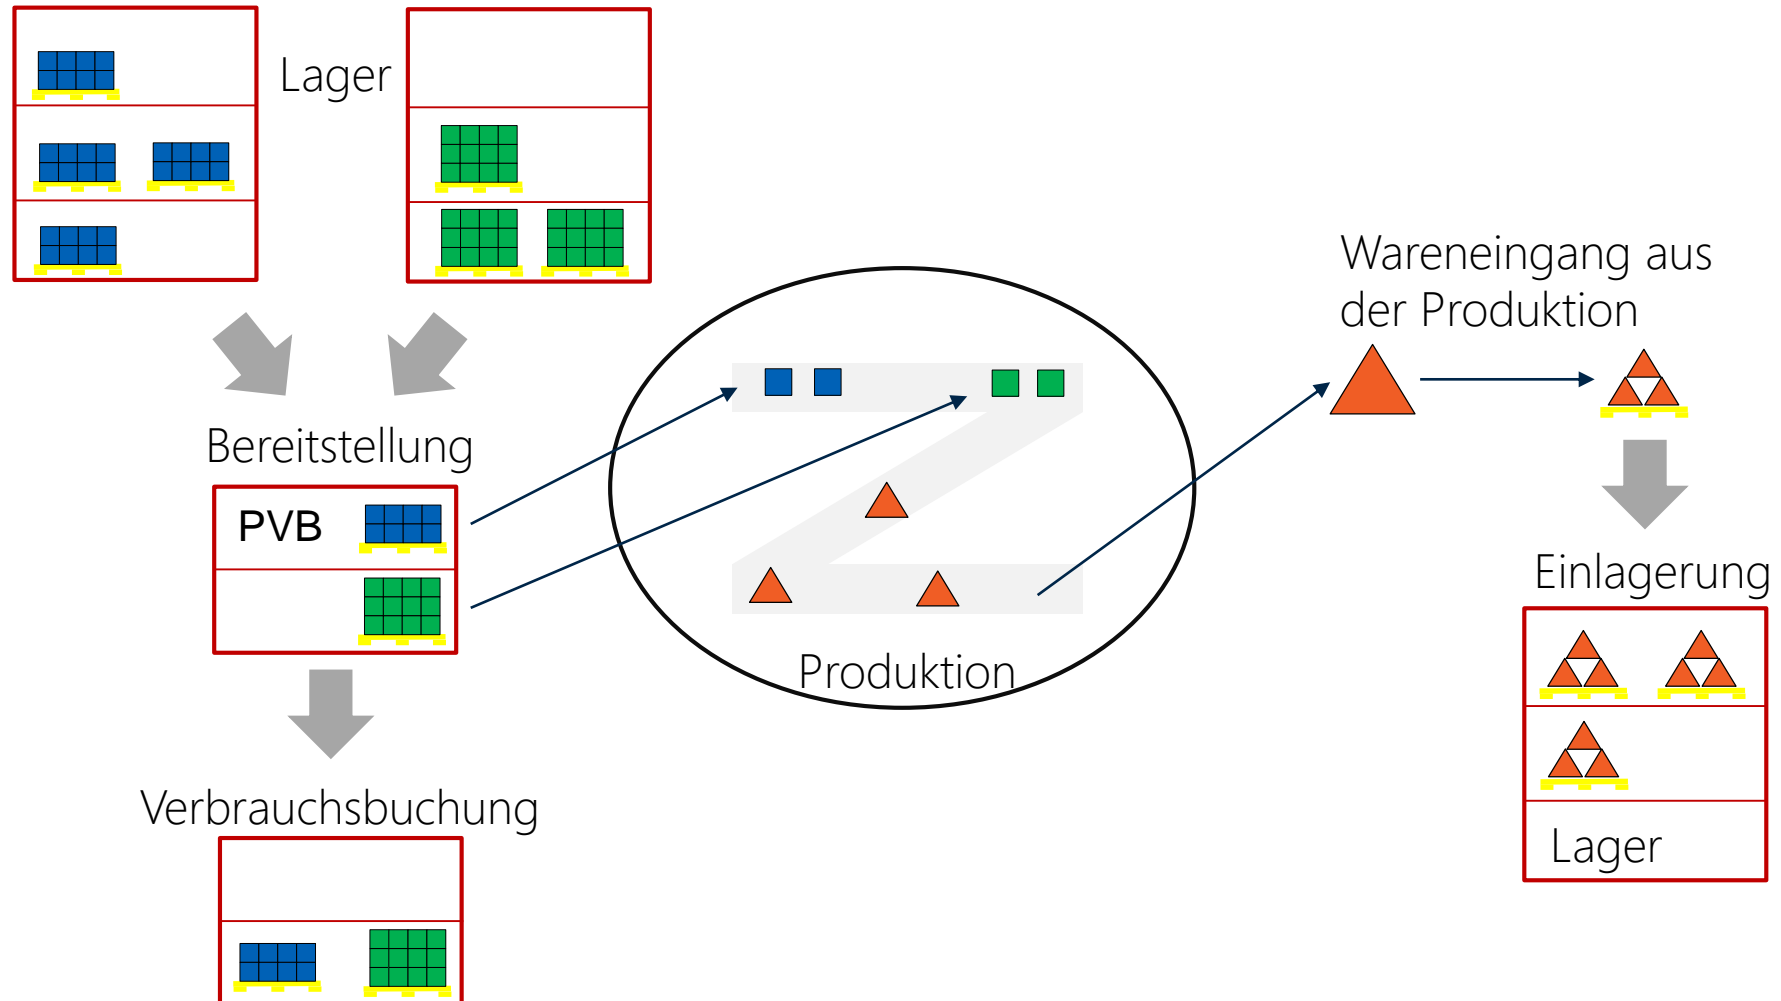 Lager
Wareneingang aus
der Produktion
Bereitstellung
PVB
Einlagerung
Produktion
Verbrauchsbuchung
Lager